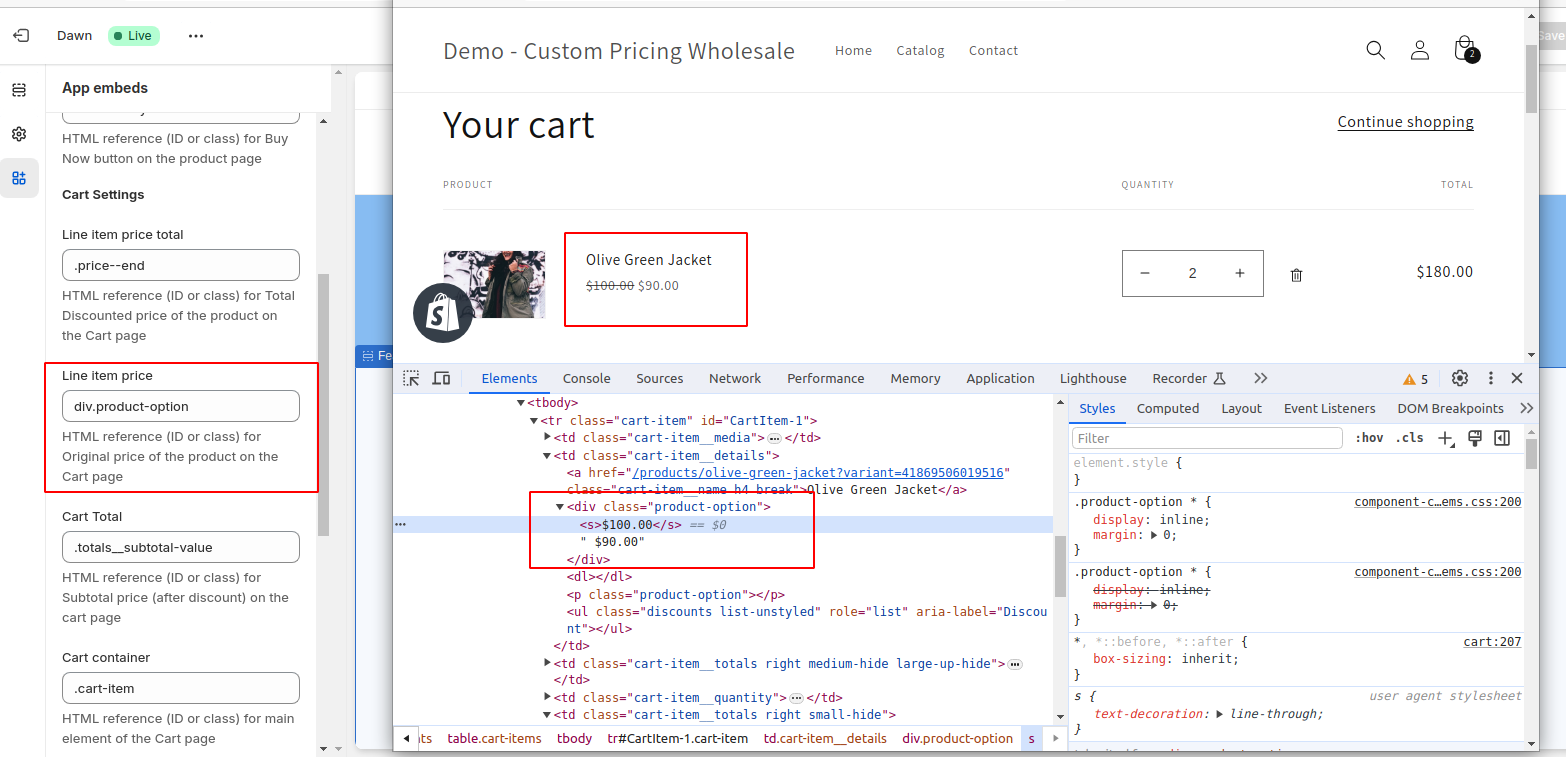 Dawn
Live
App embeds
HTML reference (ID or class) for Buy
Now button on the product page
Cart Settings
Line item price total
.price--end
HTML reference (ID or class) for Total
Discounted price of the product on
the Cart page
Line item price
div.product-option
HTML reference (ID or class) for
Original price of the product on the
Cart page
Cart Total
.totals__subtotal-value
HTML reference (ID or class) for
Subtotal price (after discount) on the
cart page
Cart container
.cart-item
HTML reference (ID or class) for main
element of the Cart page
Fe
Save
Demo - Custom Pricing Wholesale
Home Catalog Contact
2
Your cart
Continue shopping
PRODUCT QUANTITY TOTAL
Olive Green Jacket
$100.00 $90.00
− 2 +
$180.00
S
Elements Console Sources Network Performance Memory Application Lighthouse Recorder 5
<tbody>
<tr class="cart-item" id="CartItem-1">
<td class="cart-item__media">…</td>
<td class="cart-item__details">
<a href="/products/olive-green-jacket?variant=41869506019516"
class="cart-item__name h4 break">Olive Green Jacket</a>
<div class="product-option">
<s>$100.00</s> == $0
" $90.00"
</div>
<dl></dl>
<p class="product-option"></p>
<ul class="discounts list-unstyled" role="list" aria-label="Discou
nt"></ul>
</td>
<td class="cart-item__totals right medium-hide large-up-hide">…
</td>
<td class="cart-item__quantity">…</td>
<td class="cart-item__totals right small-hide">
ts table.cart-items tbody tr#CartItem-1.cart-item td.cart-item__details div.product-option s
Styles Computed Layout Event Listeners DOM Breakpoints
Filter :hov .cls
element.style {
}
.product-option * { component-c…ems.css:200
display: inline;
margin: 0;
}
.product-option * { component-c…ems.css:200
display: inline;
margin: 0;
}
*, *::before, *::after { cart:207
box-sizing: inherit;
}
s { user agent stylesheet
text-decoration: line-through;
}